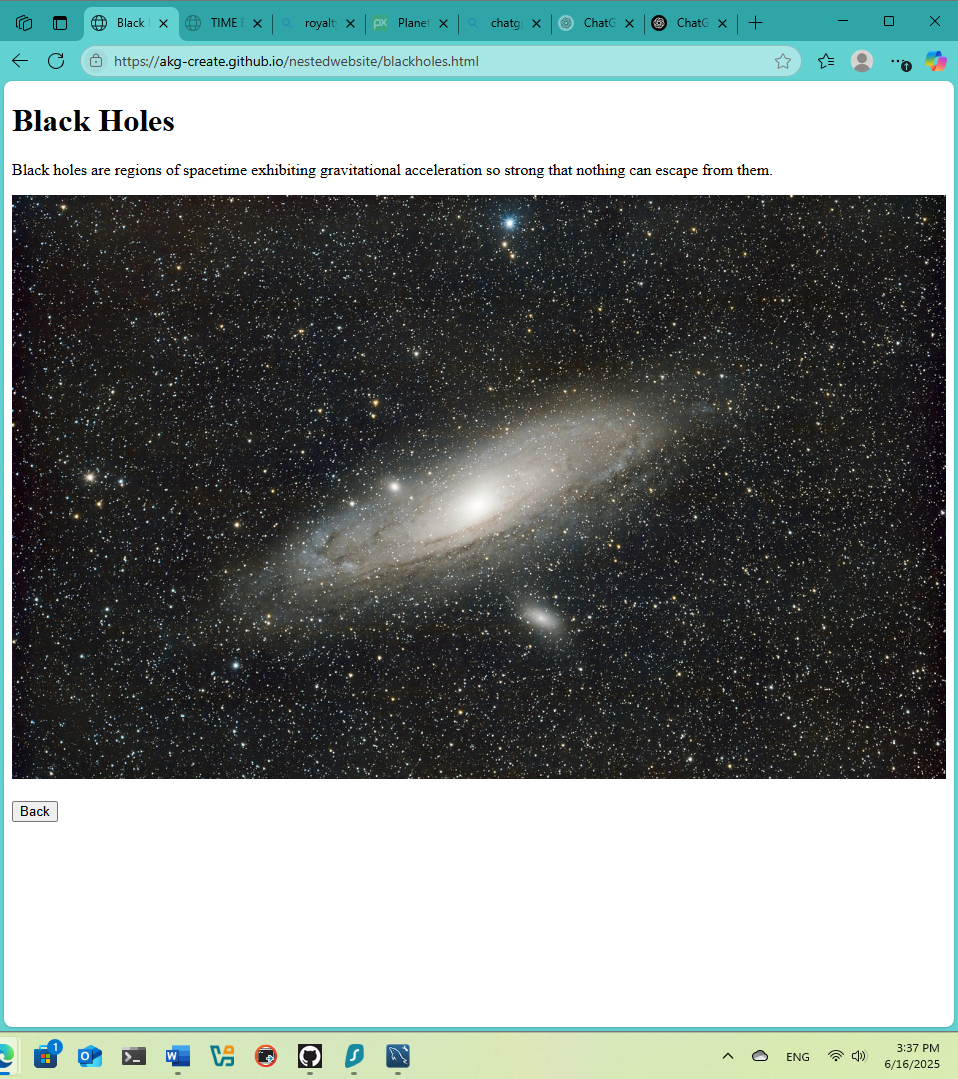 Black
TIME E
royalt
px
Planet
chatg
ChatG
ChatG
https://akg-create.github.io/nestedwebsite/blackholes.html
Black Holes
Black holes are regions of spacetime exhibiting gravitational acceleration so strong that nothing can escape from them.
Back
1
ENG
3:37 PM
6/16/2025